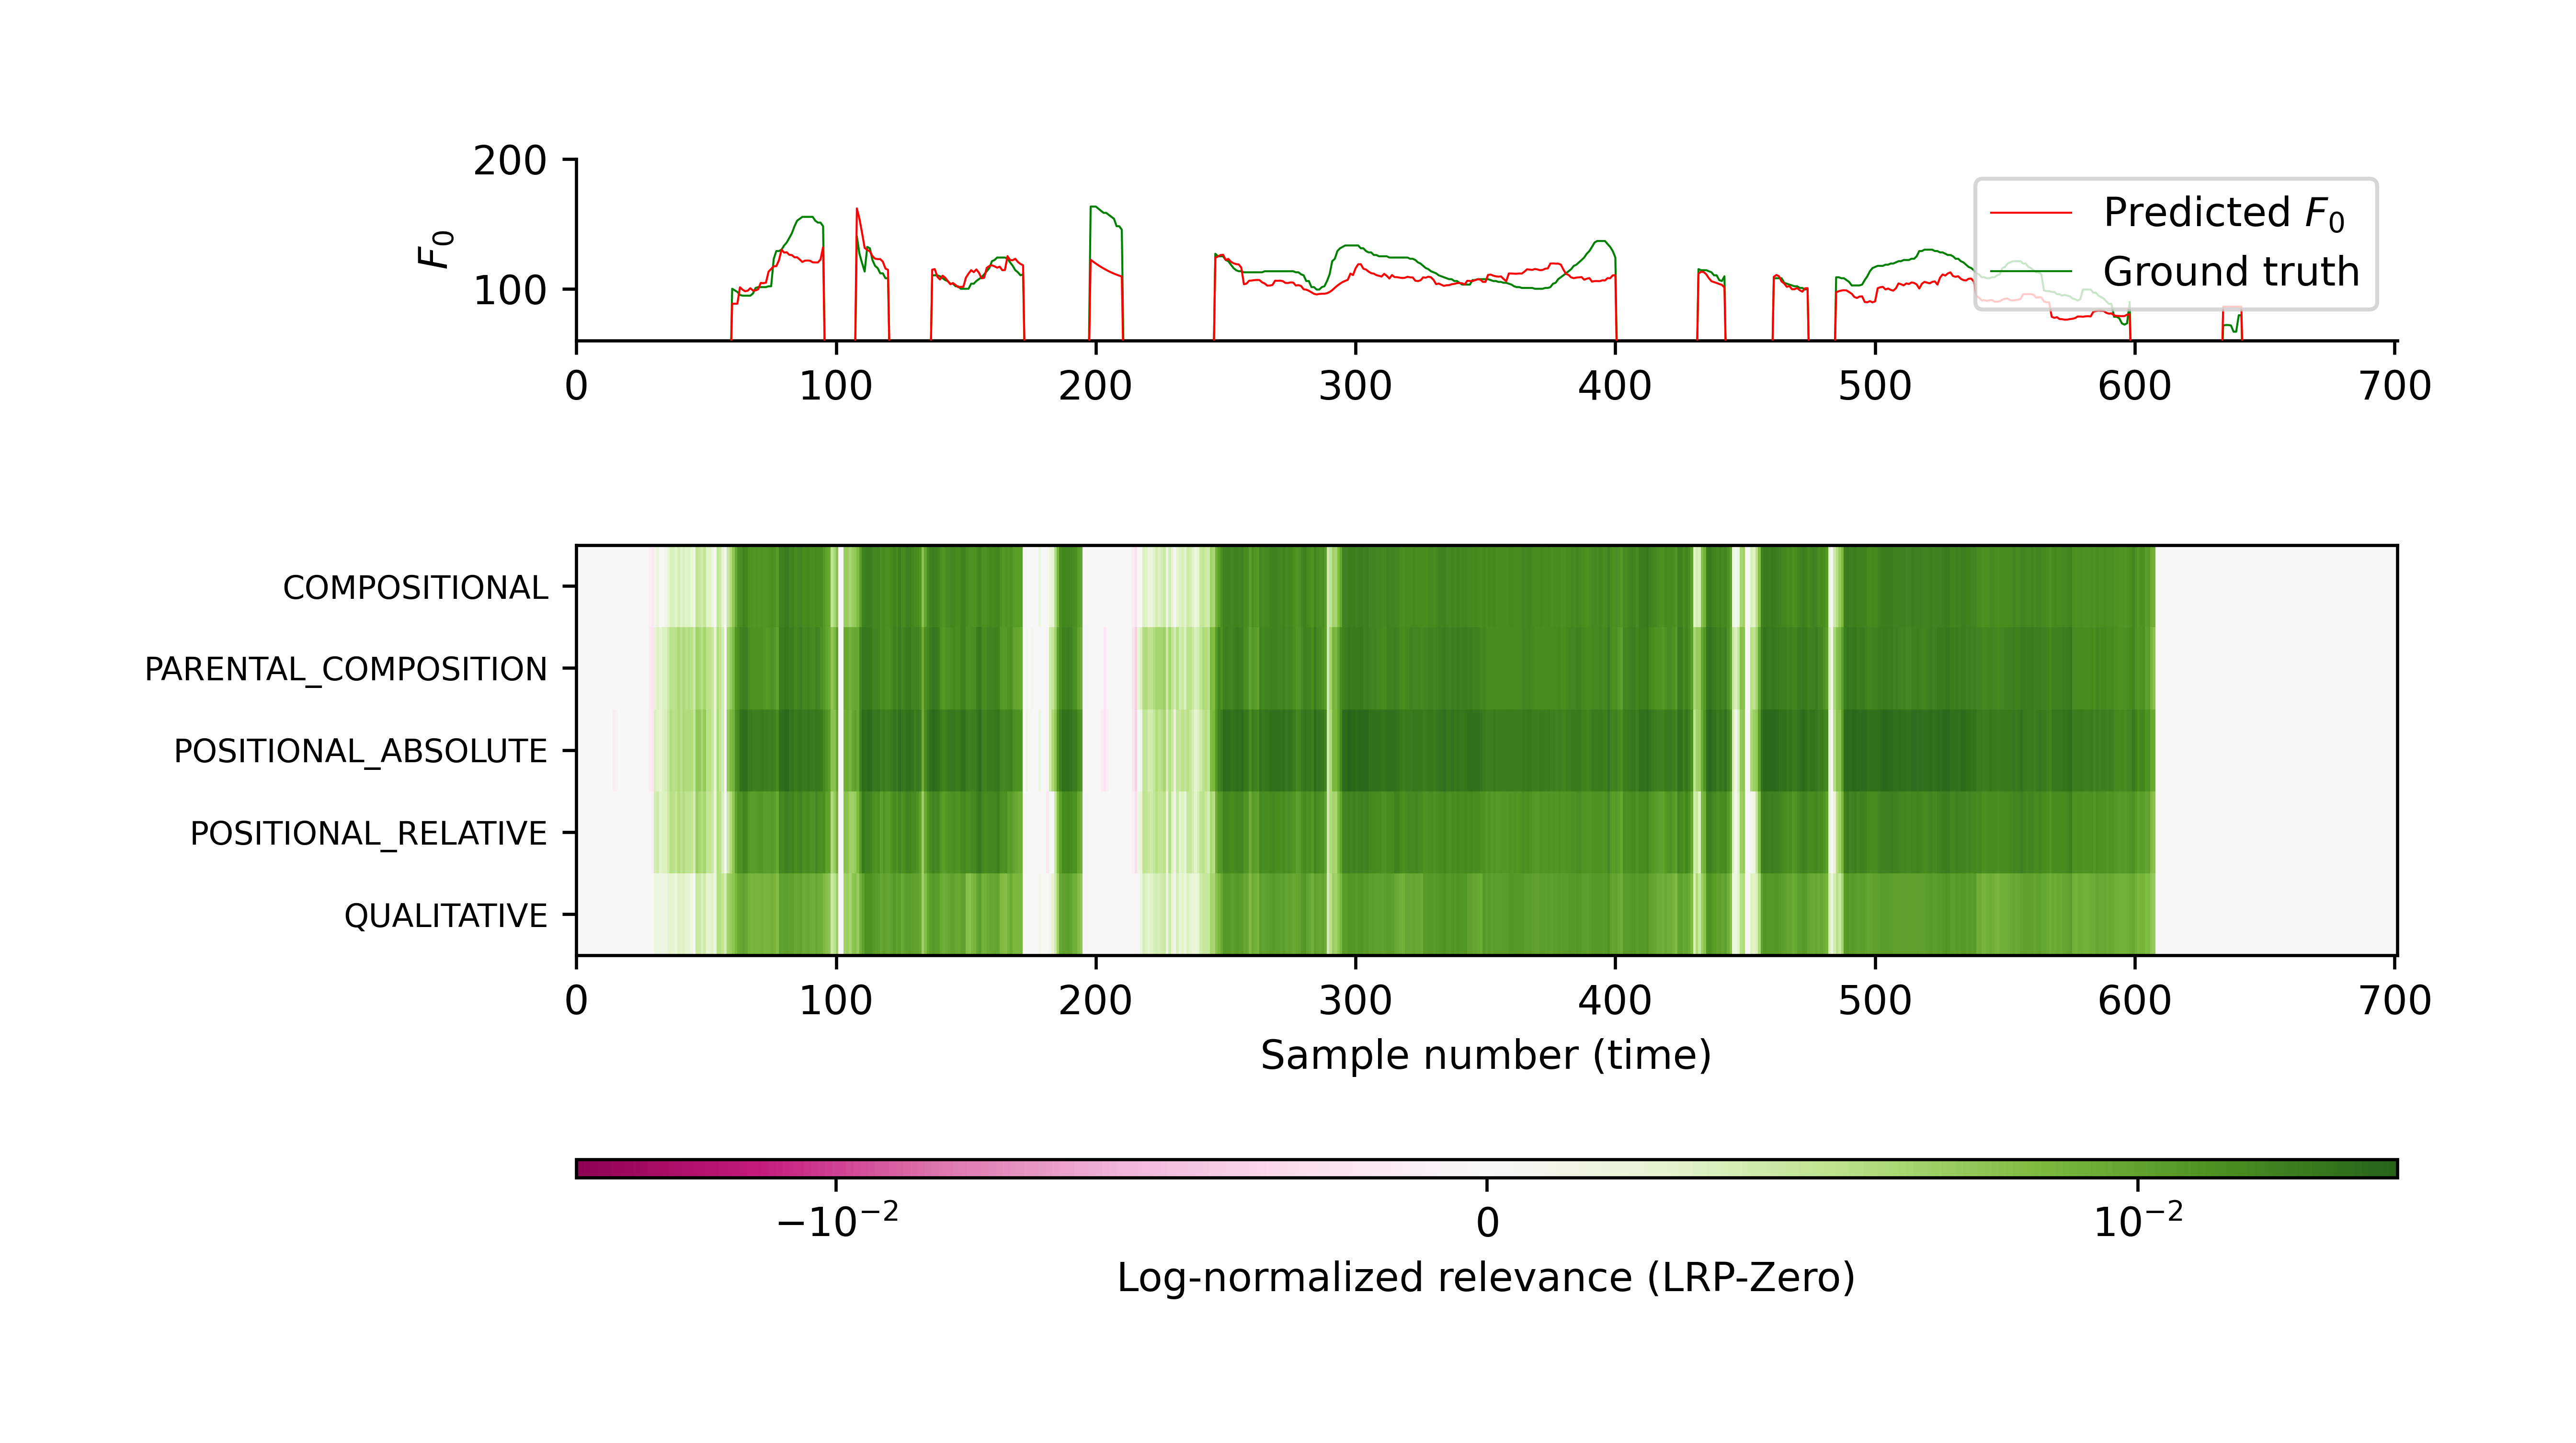 200
100
F₀
Predicted F₀
Ground truth
0 100 200 300 400 500 600 700
COMPOSITIONAL
PARENTAL_COMPOSITION
POSITIONAL_ABSOLUTE
POSITIONAL_RELATIVE
QUALITATIVE
0 100 200 300 400 500 600 700
Sample number (time)
−10⁻² 0 10⁻²
Log-normalized relevance (LRP-Zero)